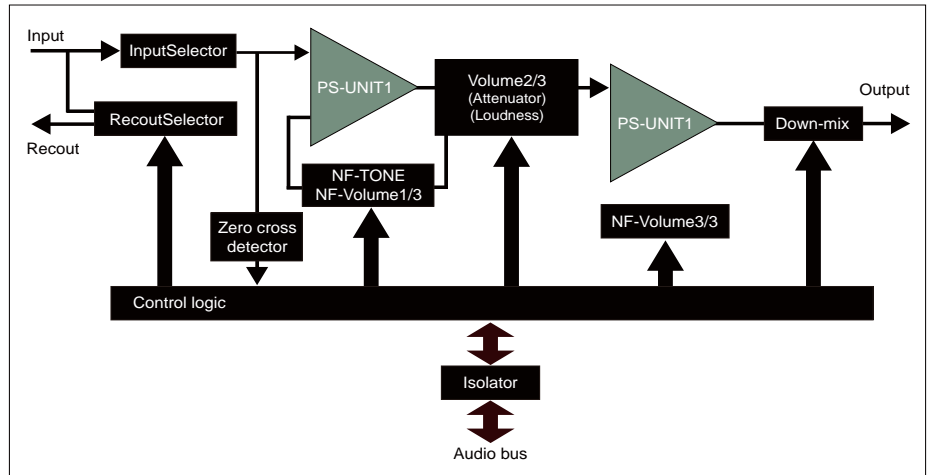 Input
InputSelector
PS-UNIT1
Volume2/3
(Attenuator)
(Loudness)
PS-UNIT1
Output
Down-mix
RecoutSelector
Recout
NF-TONE
NF-Volume1/3
Zero cross
detector
NF-Volume3/3
Control logic
Isolator
Audio bus